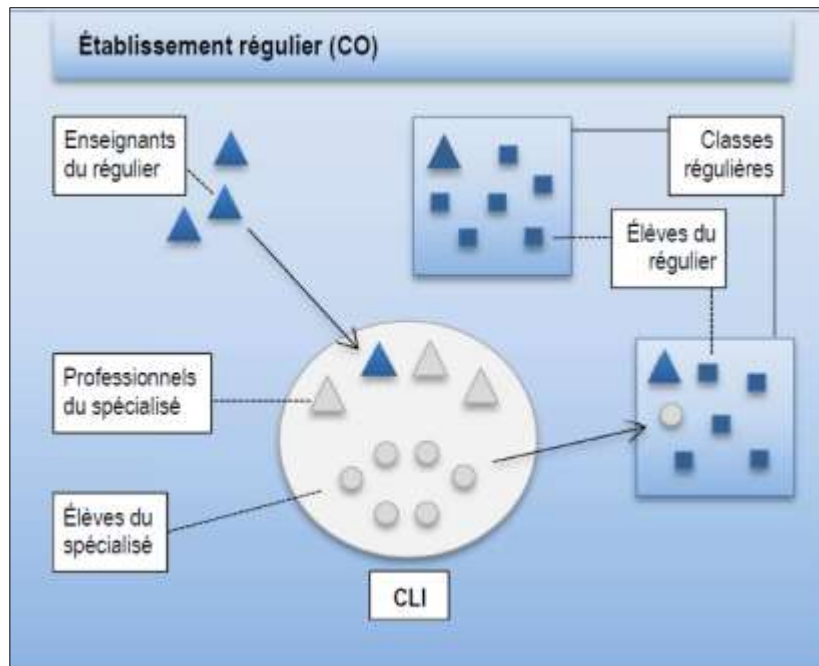 Établissement régulier (CO)
Enseignants
du régulier
Classes
régulières
Élèves du
régulier
Professionnels
du spécialisé
Élèves du
spécialisé
CLI